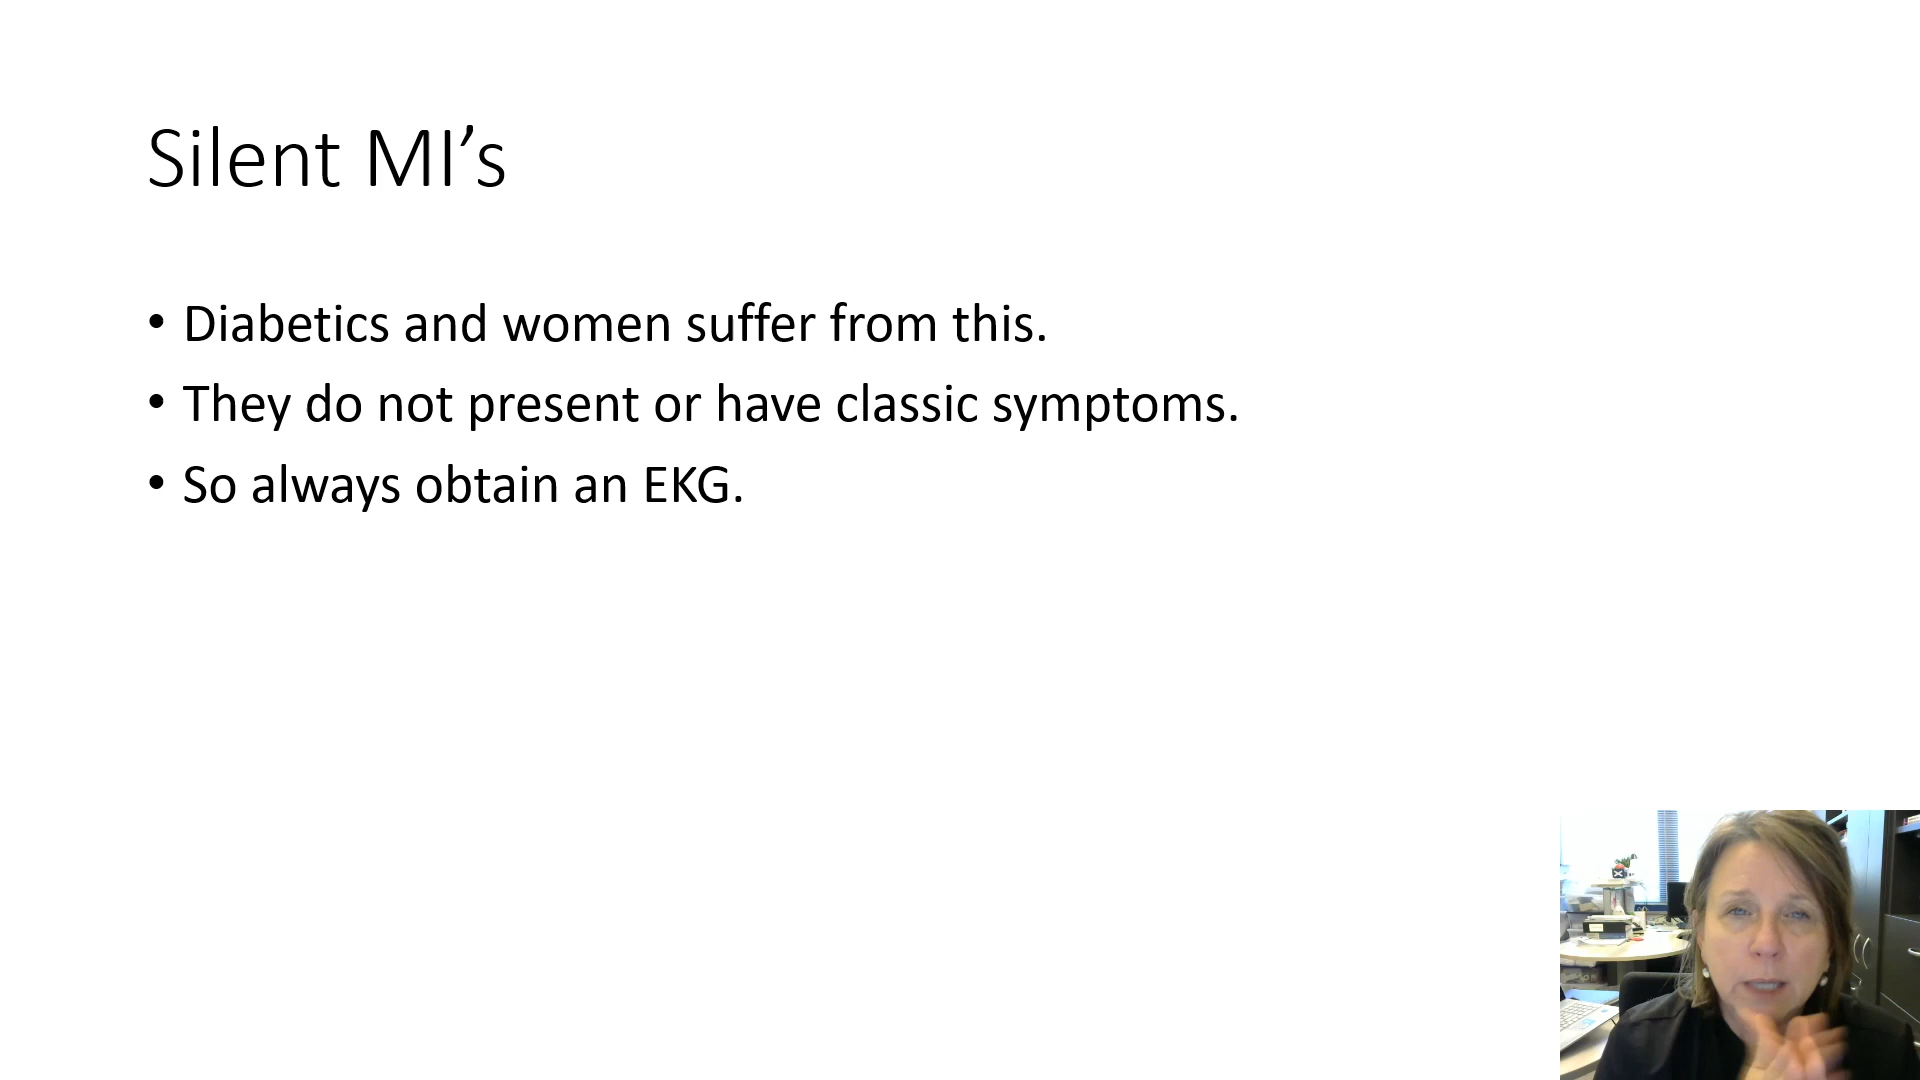 Silent MI’s
• Diabetics and women suffer from this.
• They do not present or have classic symptoms.
• So always obtain an EKG.